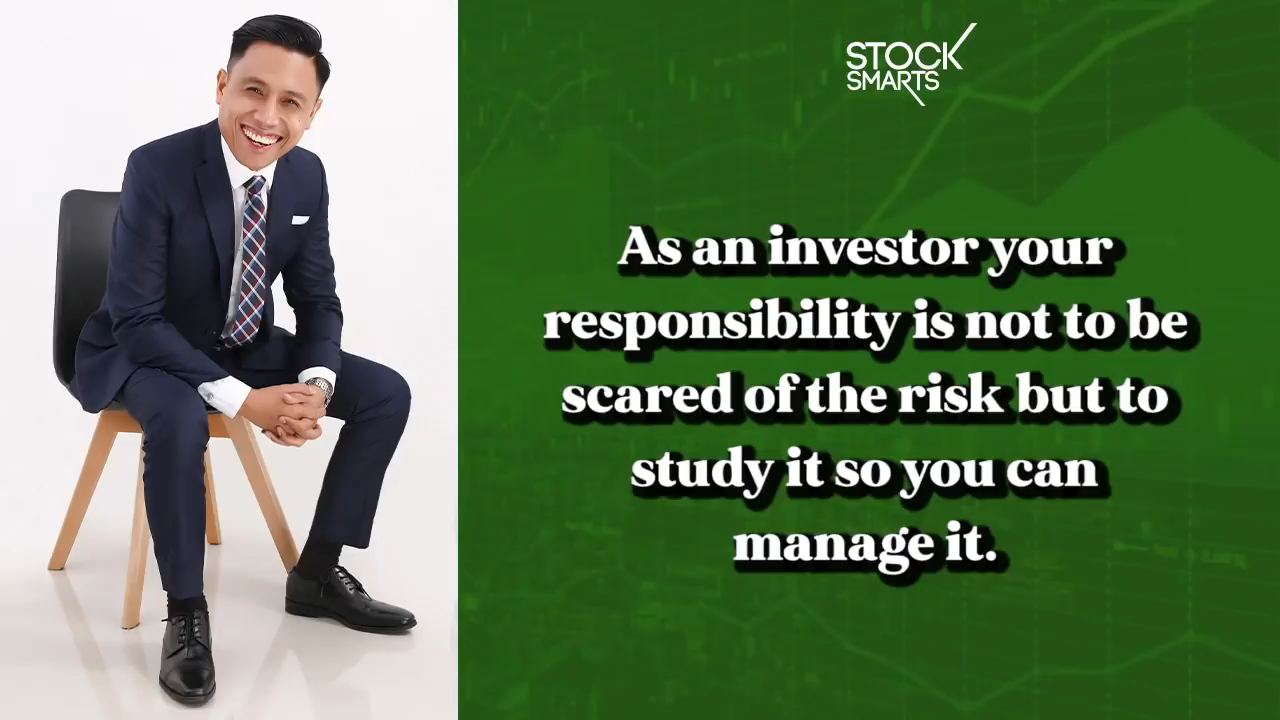 STOCK
SMARTS
As an investor your
responsibility is not to be
scared of the risk but to
study it so you can
manage it.